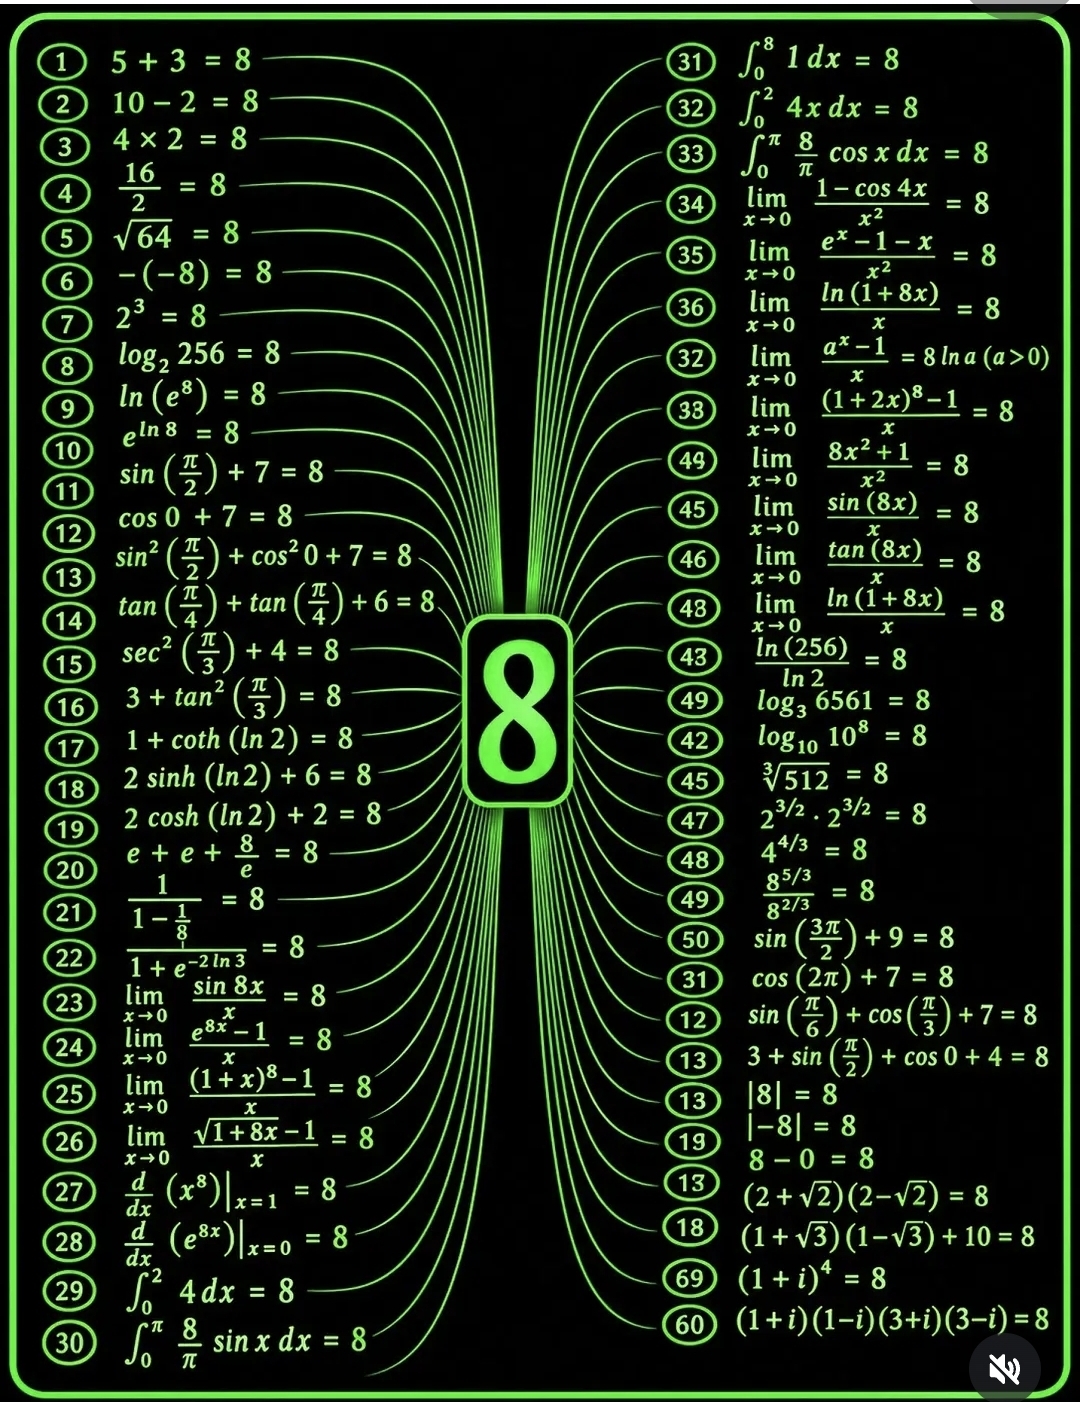 1 5 + 3 = 8
2 10 − 2 = 8
3 4 × 2 = 8
4 16/2 = 8
5 √64 = 8
6 −(−8) = 8
7 2³ = 8
8 log₂ 256 = 8
9 ln (e⁸) = 8
10 e^(ln 8) = 8
11 sin (π/2) + 7 = 8
12 cos 0 + 7 = 8
13 sin² (π/2) + cos² 0 + 7 = 8
14 tan (π/4) + tan (π/4) + 6 = 8
15 sec² (π/3) + 4 = 8
16 3 + tan² (π/3) = 8
17 1 + coth (ln 2) = 8
18 2 sinh (ln2) + 6 = 8
19 2 cosh (ln2) + 2 = 8
20 e + e + 8/e = 8
21 1/(1 − 1/8) = 8
22 1/(1 + e^(−2 ln 3)) = 8
23 lim x→0 sin 8x/x = 8
24 lim x→0 (e^(8x) − 1)/x = 8
25 lim x→0 ((1 + x)⁸ − 1)/x = 8
26 lim x→0 (√(1 + 8x) − 1)/x = 8
27 d/dx (x⁸)|x=1 = 8
28 d/dx (e^(8x))|x=0 = 8
29 ∫₀² 4 dx = 8
30 ∫₀^π 8/π sin x dx = 8
8
31 ∫₀⁸ 1 dx = 8
32 ∫₀² 4x dx = 8
33 ∫₀^π 8/π cos x dx = 8
34 lim x→0 (1 − cos 4x)/x² = 8
35 lim x→0 (e^x − 1 − x)/x² = 8
36 lim x→0 ln (1 + 8x)/x = 8
32 lim x→0 (a^x − 1)/x = 8 ln a (a > 0)
33 lim x→0 ((1 + 2x)⁸ − 1)/x = 8
49 lim x→0 (8x² + 1)/x² = 8
45 lim x→0 sin (8x)/x = 8
46 lim x→0 tan (8x)/x = 8
48 lim x→0 ln (1 + 8x)/x = 8
43 ln (256)/ln 2 = 8
49 log₃ 6561 = 8
42 log₁₀ 10⁸ = 8
45 ∛512 = 8
47 2^(3/2) · 2^(3/2) = 8
48 4^(4/3) = 8
49 8^(5/3)/8^(2/3) = 8
50 sin (3π/2) + 9 = 8
31 cos (2π) + 7 = 8
12 sin (π/6) + cos (π/3) + 7 = 8
13 3 + sin (π/2) + cos 0 + 4 = 8
13 |8| = 8
19 |−8| = 8
13 8 − 0 = 8
(2 + √2)(2 − √2) = 8
18 (1 + √3)(1 − √3) + 10 = 8
69 (1 + i)⁴ = 8
60 (1+i)(1−i)(3+i)(3−i) = 8